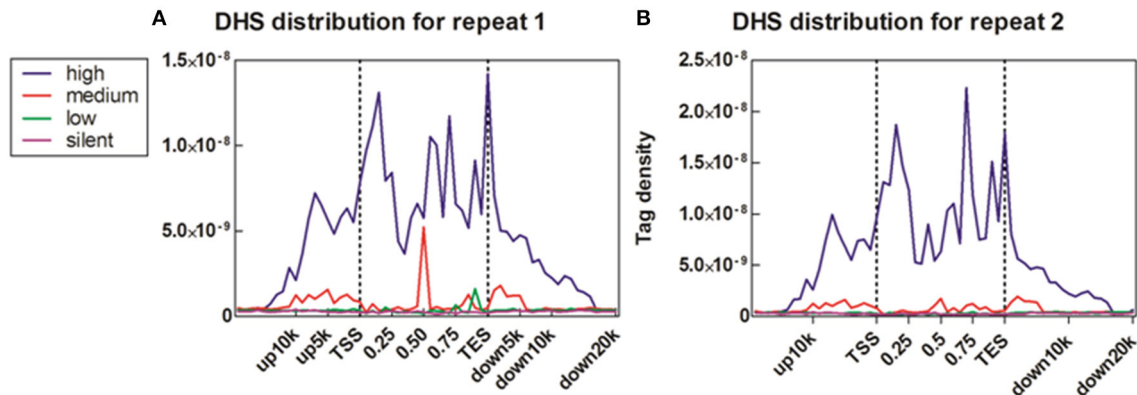 A DHS distribution for repeat 1
high
medium
low
silent
1.5×10-8
1.0×10-8
5.0×10-9
0
up10k
up5k
TSS
0.25
0.50
0.75
TES
down5k
down10k
down20k
B DHS distribution for repeat 2
Tag density
2.5×10-8
2.0×10-8
1.5×10-8
1.0×10-8
5.0×10-9
0
up10k
TSS
0.25
0.5
0.75
TES
down10k
down20k